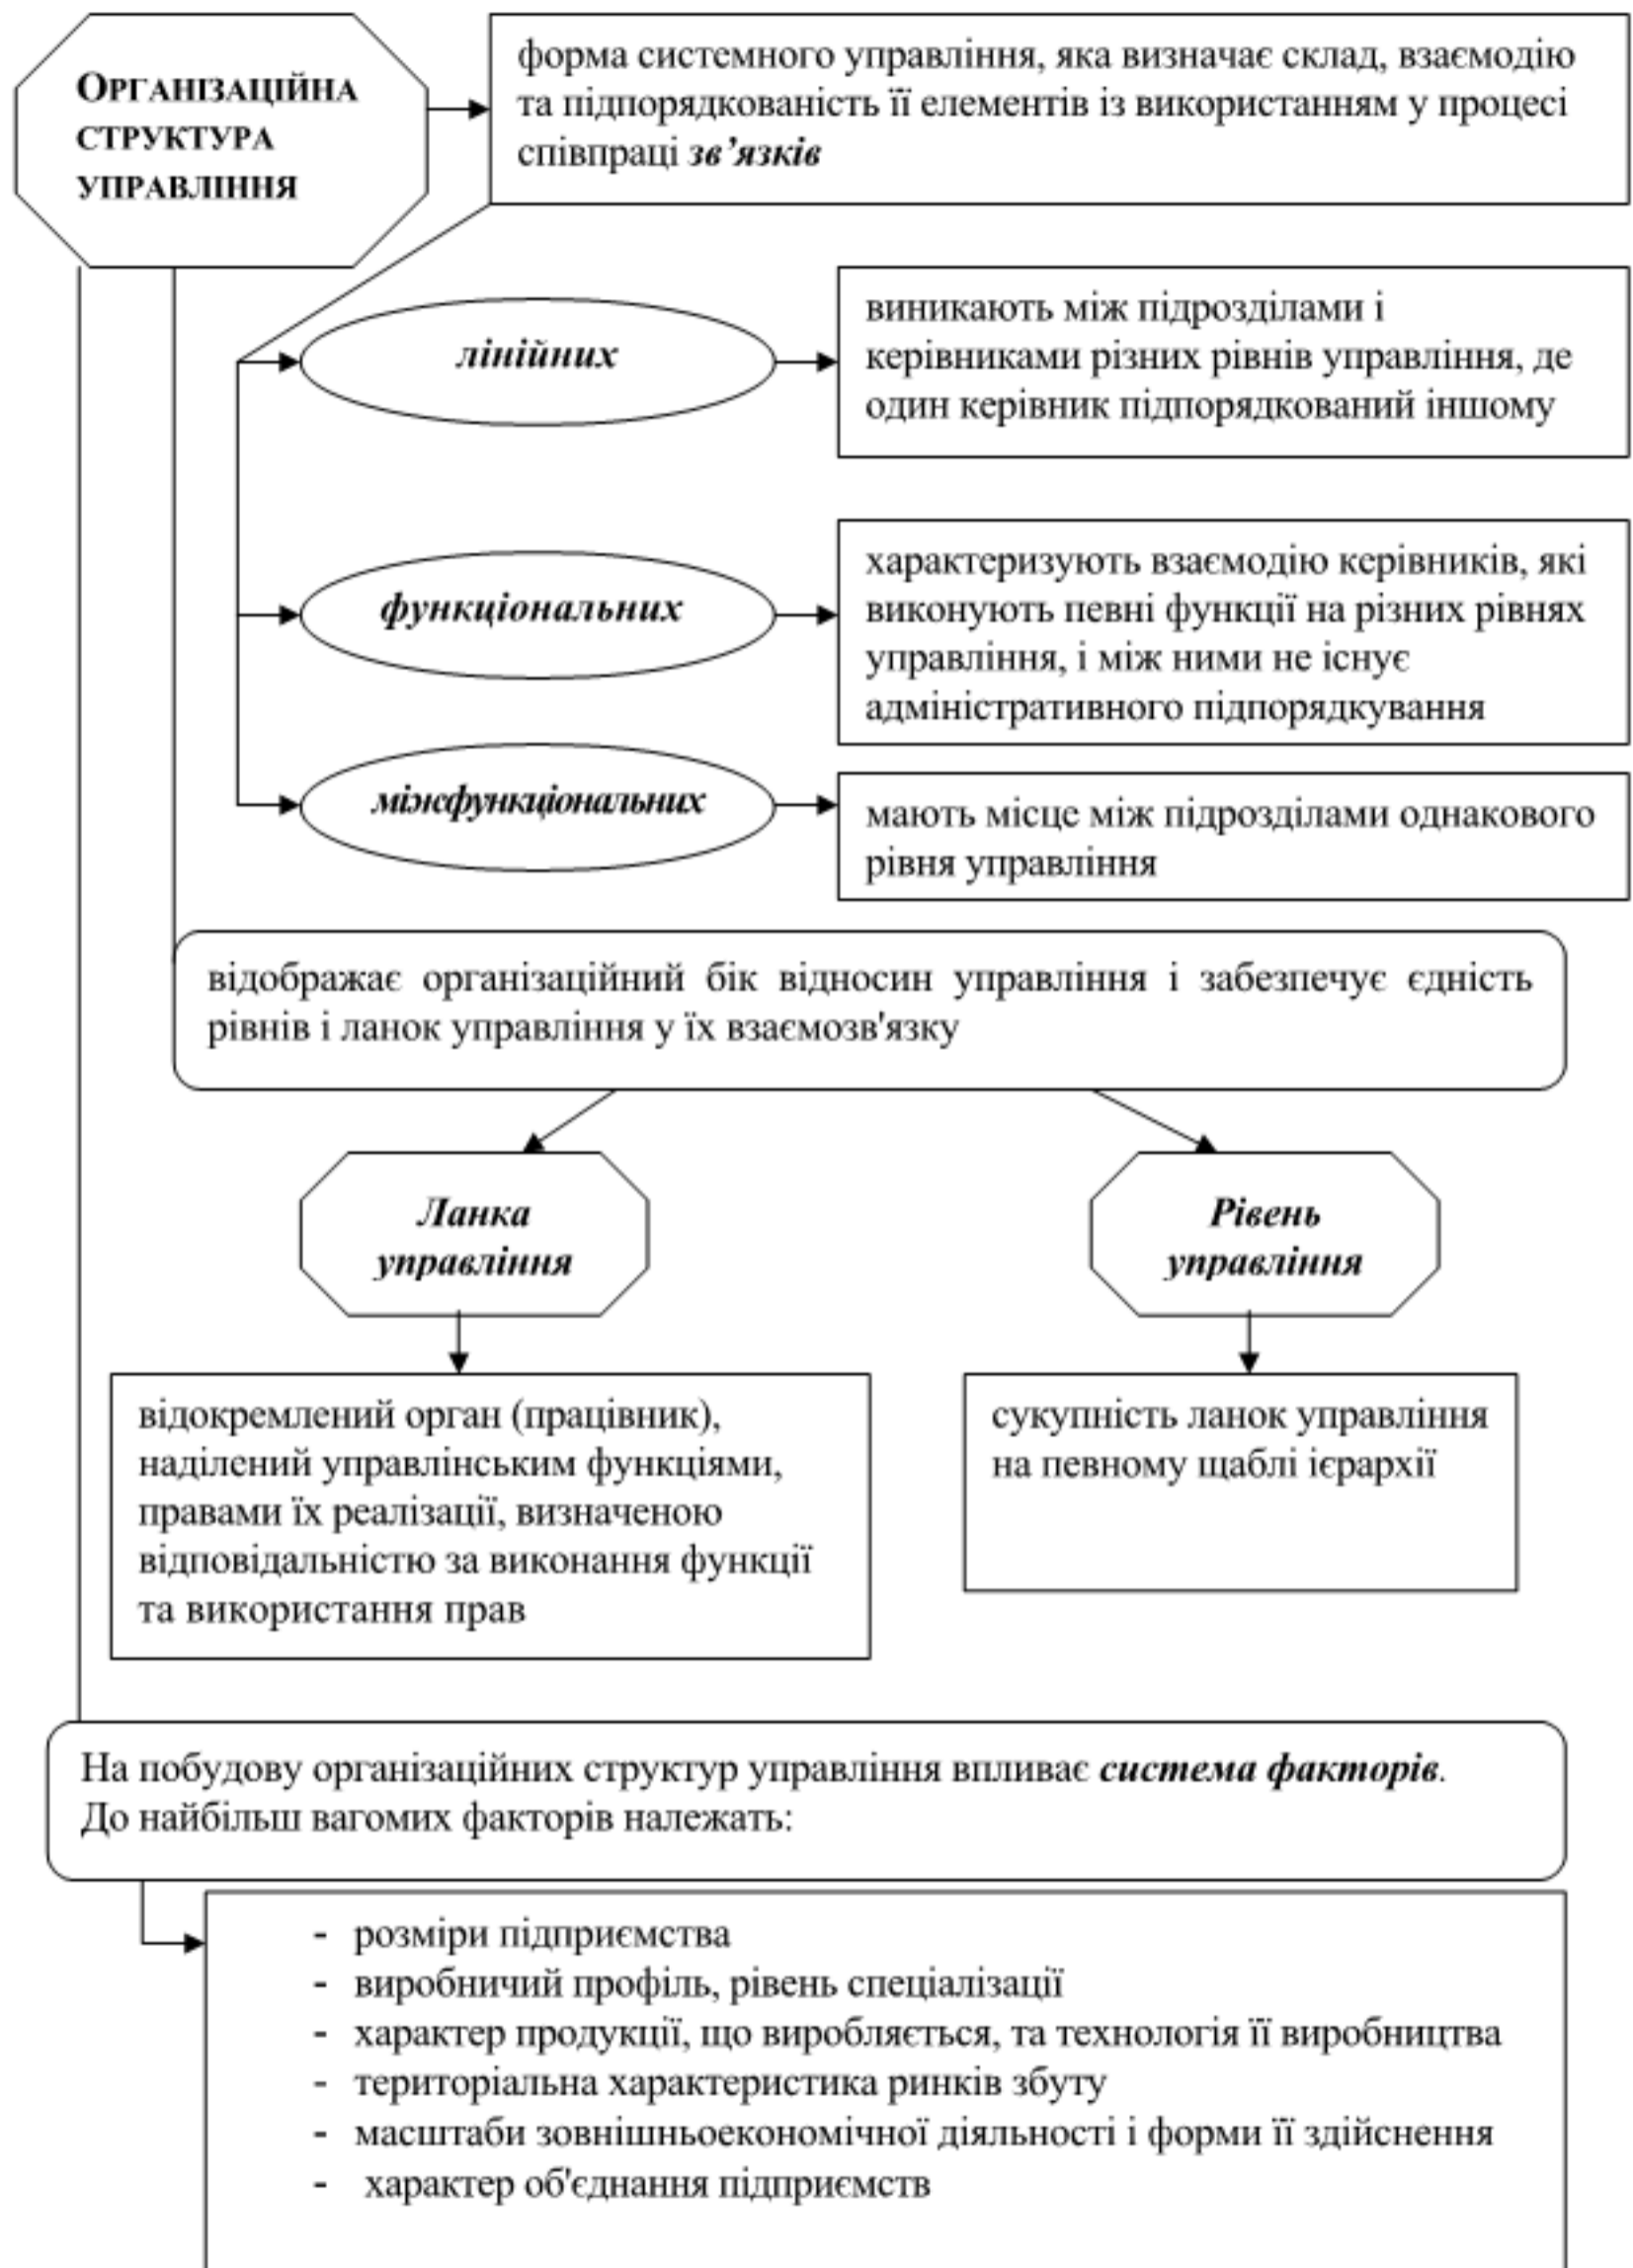 ОРГАНІЗАЦІЙНА
СТРУКТУРА
УПРАВЛІННЯ
форма системного управління, яка визначає склад, взаємодію
та підпорядкованість її елементів із використанням у процесі
співпраці зв’язків
лінійних
виникають між підрозділами і
керівниками різних рівнів управління, де
один керівник підпорядкований іншому
функціональних
характеризують взаємодію керівників, які
виконують певні функції на різних рівнях
управління, і між ними не існує
адміністративного підпорядкування
міжфункціональних
мають місце між підрозділами однакового
рівня управління
відображає організаційний бік відносин управління і забезпечує єдність
рівнів і ланок управління у їх взаємозв'язку
Ланка
управління
Рівень
управління
відокремлений орган (працівник),
наділений управлінським функціями,
правами їх реалізації, визначеною
відповідальністю за виконання функції
та використання прав
сукупність ланок управління
на певному щаблі ієрархії
На побудову організаційних структур управління впливає система факторів.
До найбільш вагомих факторів належать:
- розміри підприємства
- виробничий профіль, рівень спеціалізації
- характер продукції, що виробляється, та технологія її виробництва
- територіальна характеристика ринків збуту
- масштаби зовнішньоекономічної діяльності і форми її здійснення
- характер об'єднання підприємств